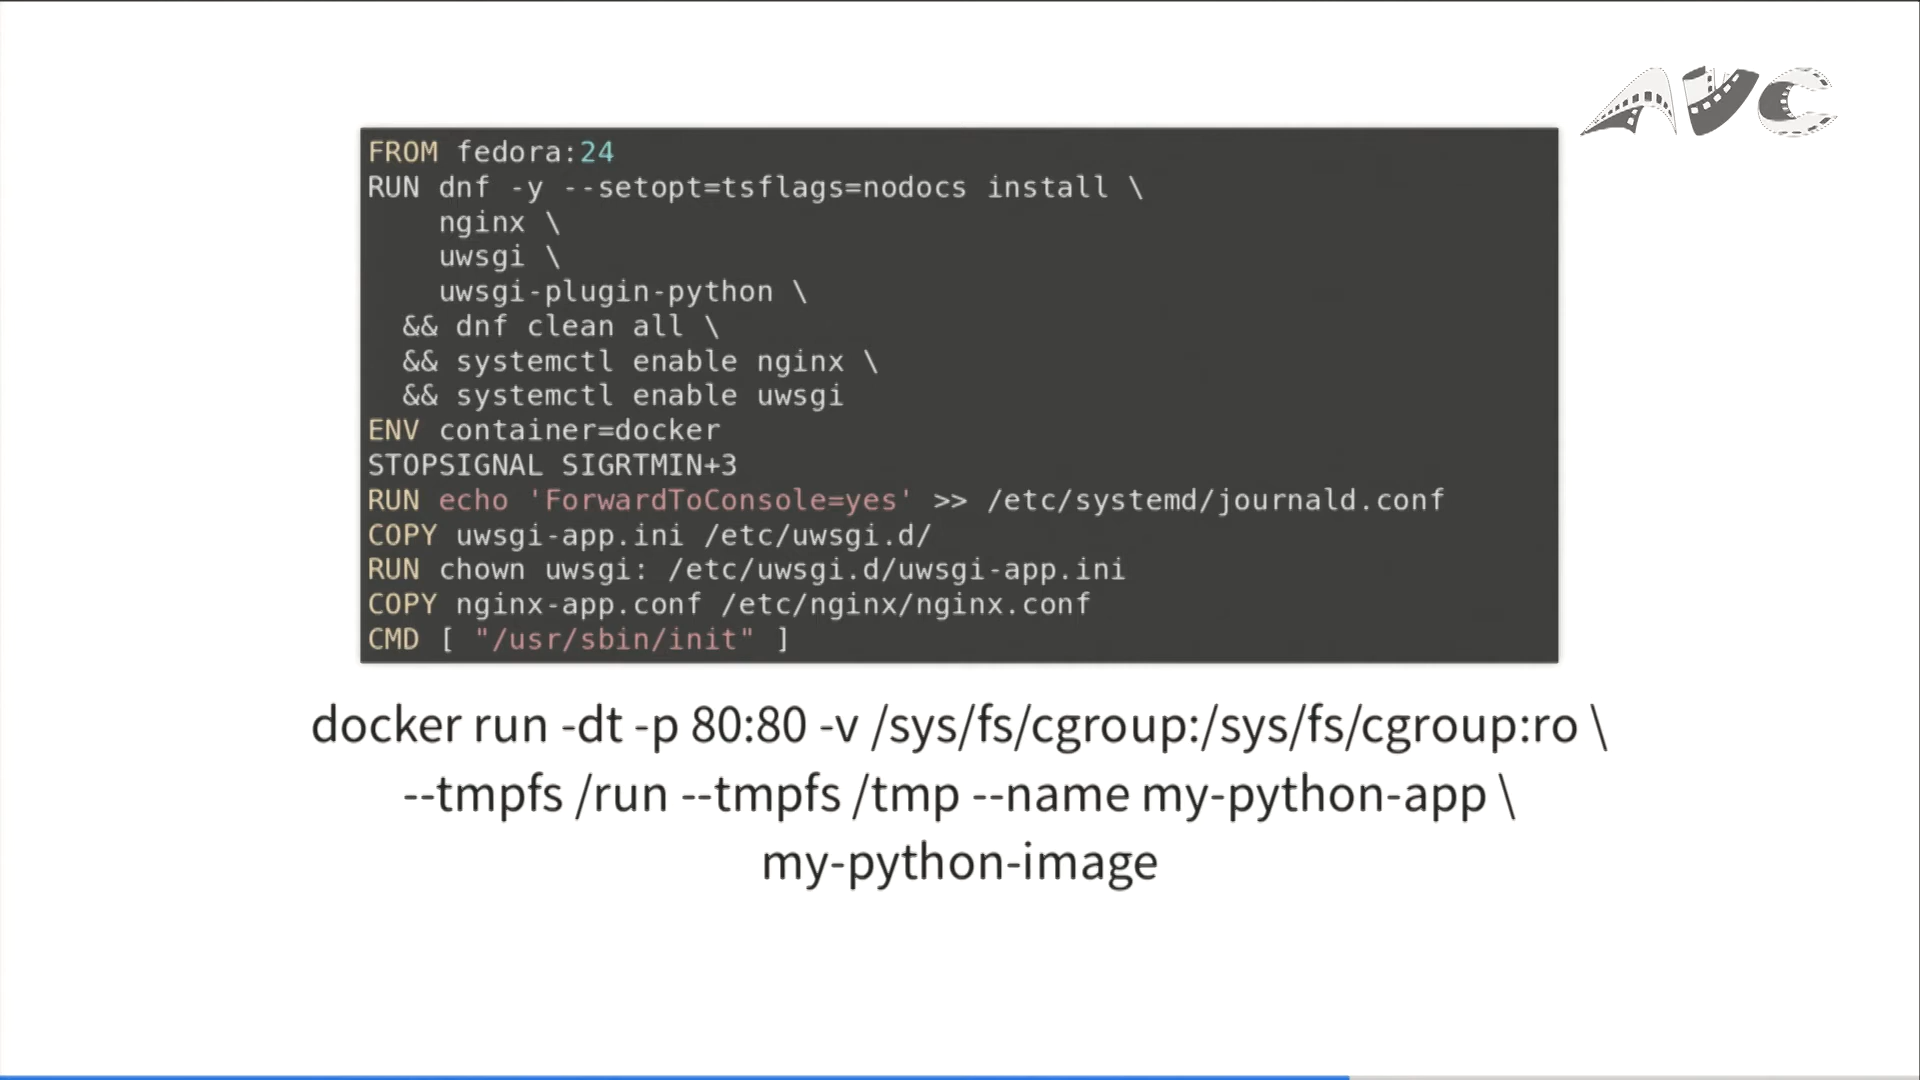 AVC
FROM fedora:24
RUN dnf -y --setopt=tsflags=nodocs install \
    nginx \
    uwsgi \
    uwsgi-plugin-python \
  && dnf clean all \
  && systemctl enable nginx \
  && systemctl enable uwsgi
ENV container=docker
STOPSIGNAL SIGRTMIN+3
RUN echo 'ForwardToConsole=yes' >> /etc/systemd/journald.conf
COPY uwsgi-app.ini /etc/uwsgi.d/
RUN chown uwsgi: /etc/uwsgi.d/uwsgi-app.ini
COPY nginx-app.conf /etc/nginx/nginx.conf
CMD [ "/usr/sbin/init" ]
docker run -dt -p 80:80 -v /sys/fs/cgroup:/sys/fs/cgroup:ro \
--tmpfs /run --tmpfs /tmp --name my-python-app \
my-python-image